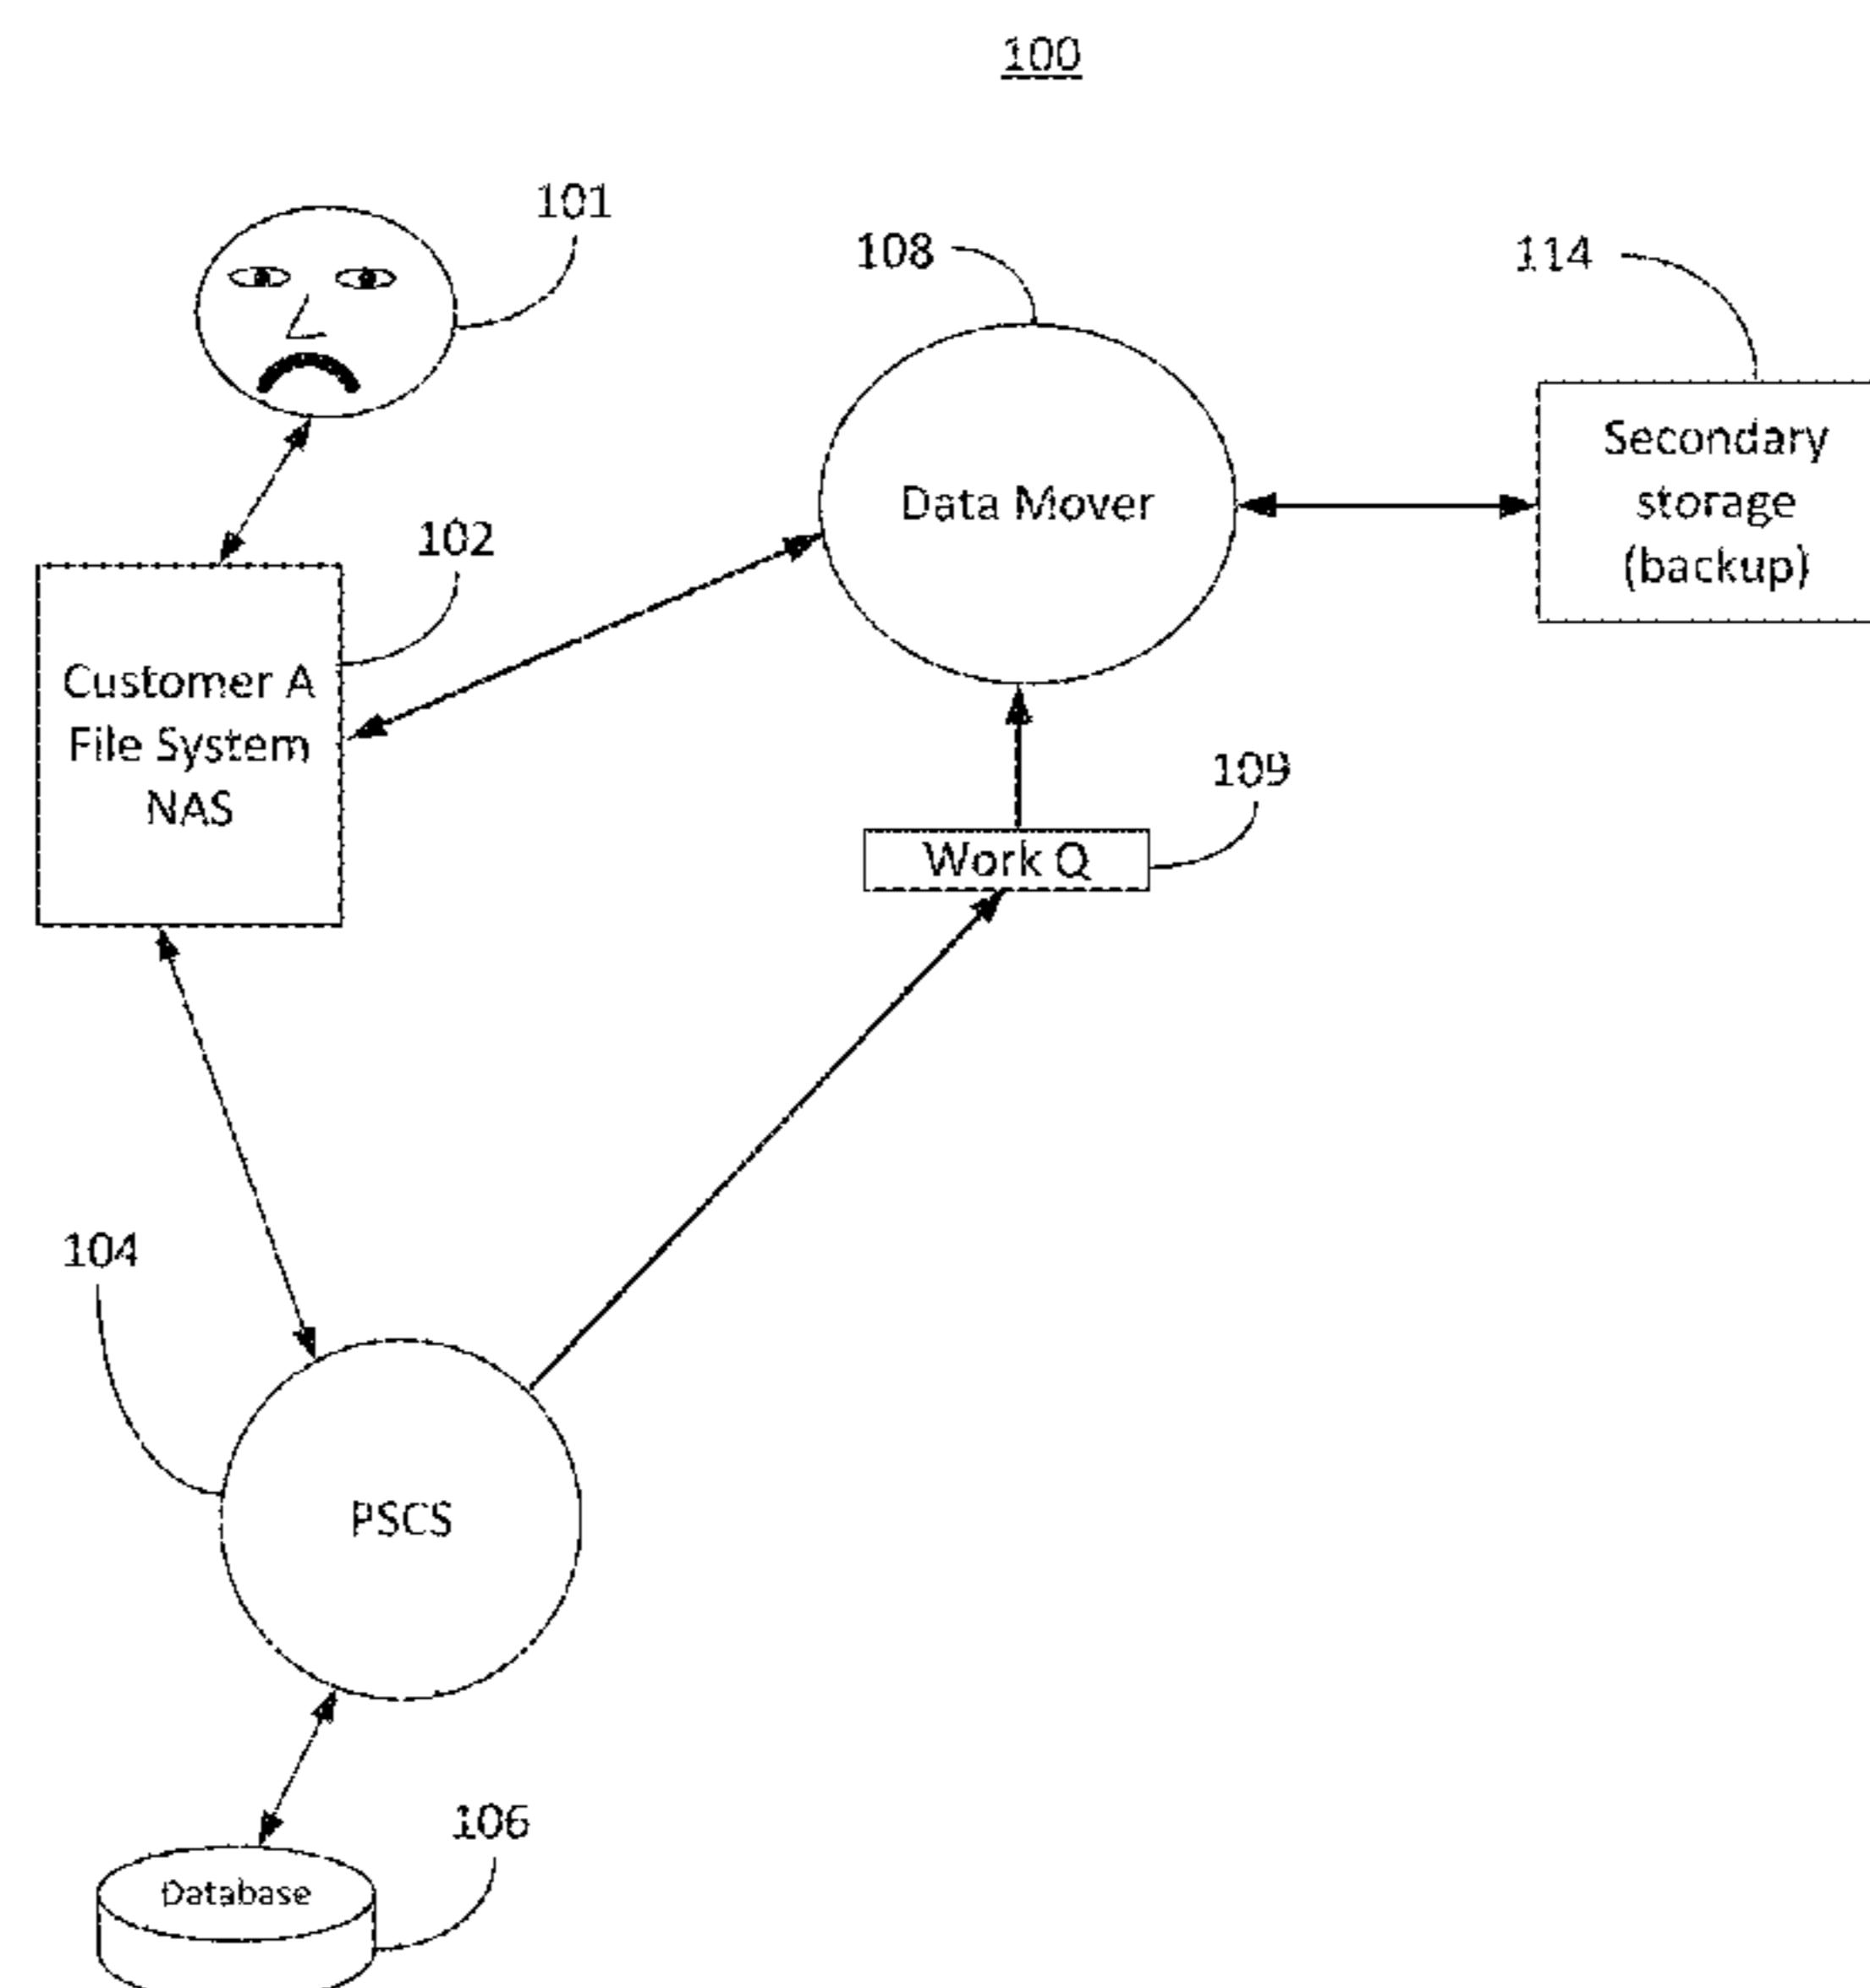 100
101
108
114
Secondary
storage
(backup)
Data Mover
102
Customer A
File System
NAS
109
Work Q
104
PSCS
106
Database